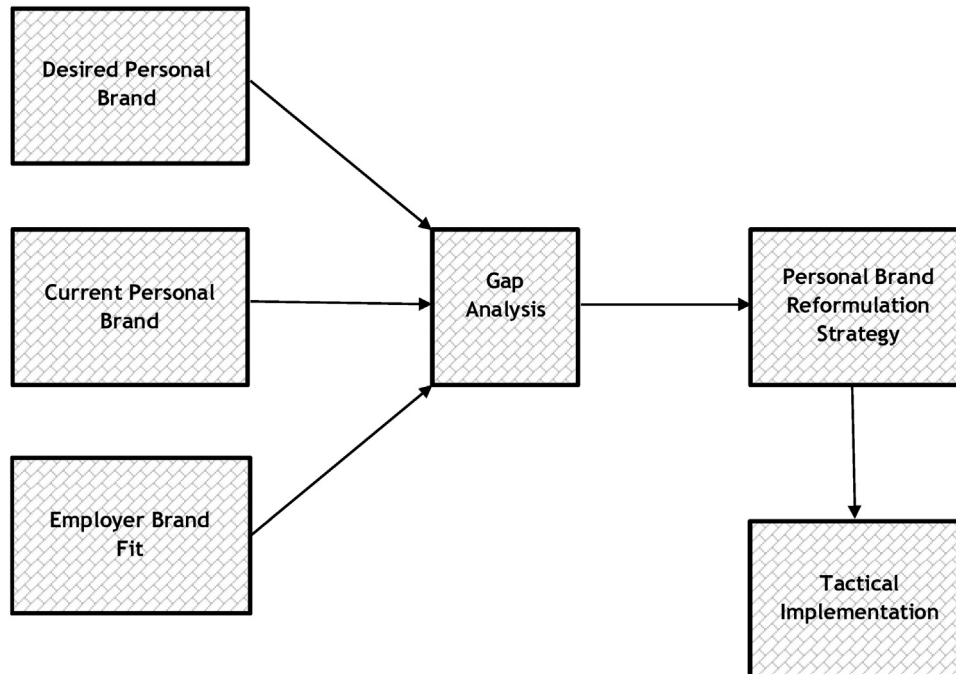 Desired Personal
Brand
Current Personal
Brand
Employer Brand
Fit
Gap
Analysis
Personal Brand
Reformulation
Strategy
Tactical
Implementation